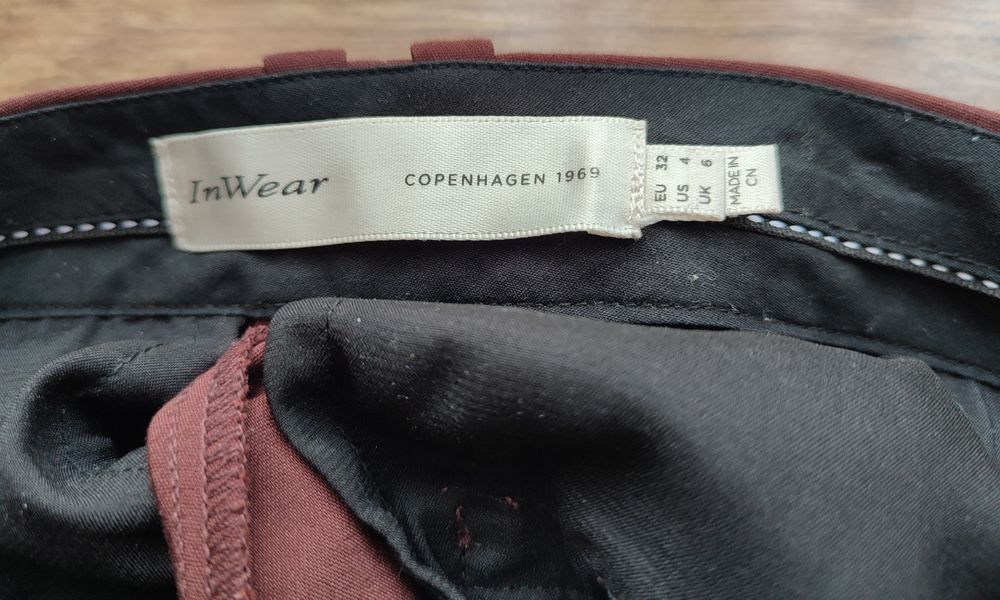 InWear
COPENHAGEN 1969
EU 32
US 4
UK 6
MADE IN
CN